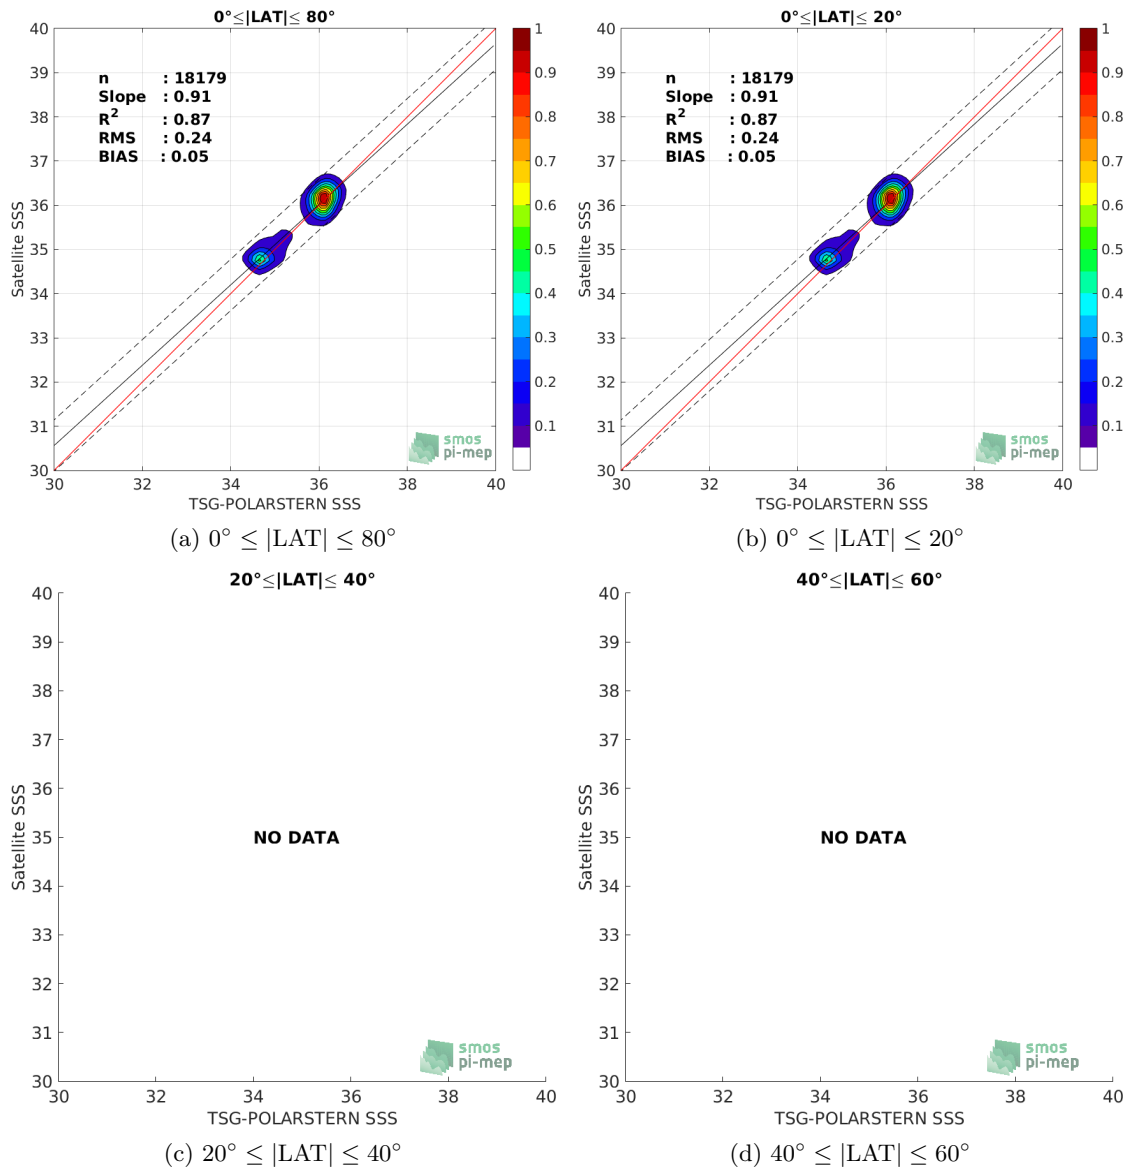 0°≤|LAT|≤ 80°
40
39
38
37
36
35
34
33
32
31
30
Satellite SSS
n : 18179
Slope : 0.91
R² : 0.87
RMS : 0.24
BIAS : 0.05
1
0.9
0.8
0.7
0.6
0.5
0.4
0.3
0.2
0.1
smos
pi-mep
30 32 34 36 38 40
TSG-POLARSTERN SSS
(a) 0° ≤ |LAT| ≤ 80°
0°≤|LAT|≤ 20°
40
39
38
37
36
35
34
33
32
31
30
Satellite SSS
n : 18179
Slope : 0.91
R² : 0.87
RMS : 0.24
BIAS : 0.05
1
0.9
0.8
0.7
0.6
0.5
0.4
0.3
0.2
0.1
smos
pi-mep
30 32 34 36 38 40
TSG-POLARSTERN SSS
(b) 0° ≤ |LAT| ≤ 20°
20°≤|LAT|≤ 40°
40
39
38
37
36
35
34
33
32
31
30
Satellite SSS
NO DATA
smos
pi-mep
30 32 34 36 38 40
TSG-POLARSTERN SSS
(c) 20° ≤ |LAT| ≤ 40°
40°≤|LAT|≤ 60°
40
39
38
37
36
35
34
33
32
31
30
Satellite SSS
NO DATA
smos
pi-mep
30 32 34 36 38 40
TSG-POLARSTERN SSS
(d) 40° ≤ |LAT| ≤ 60°